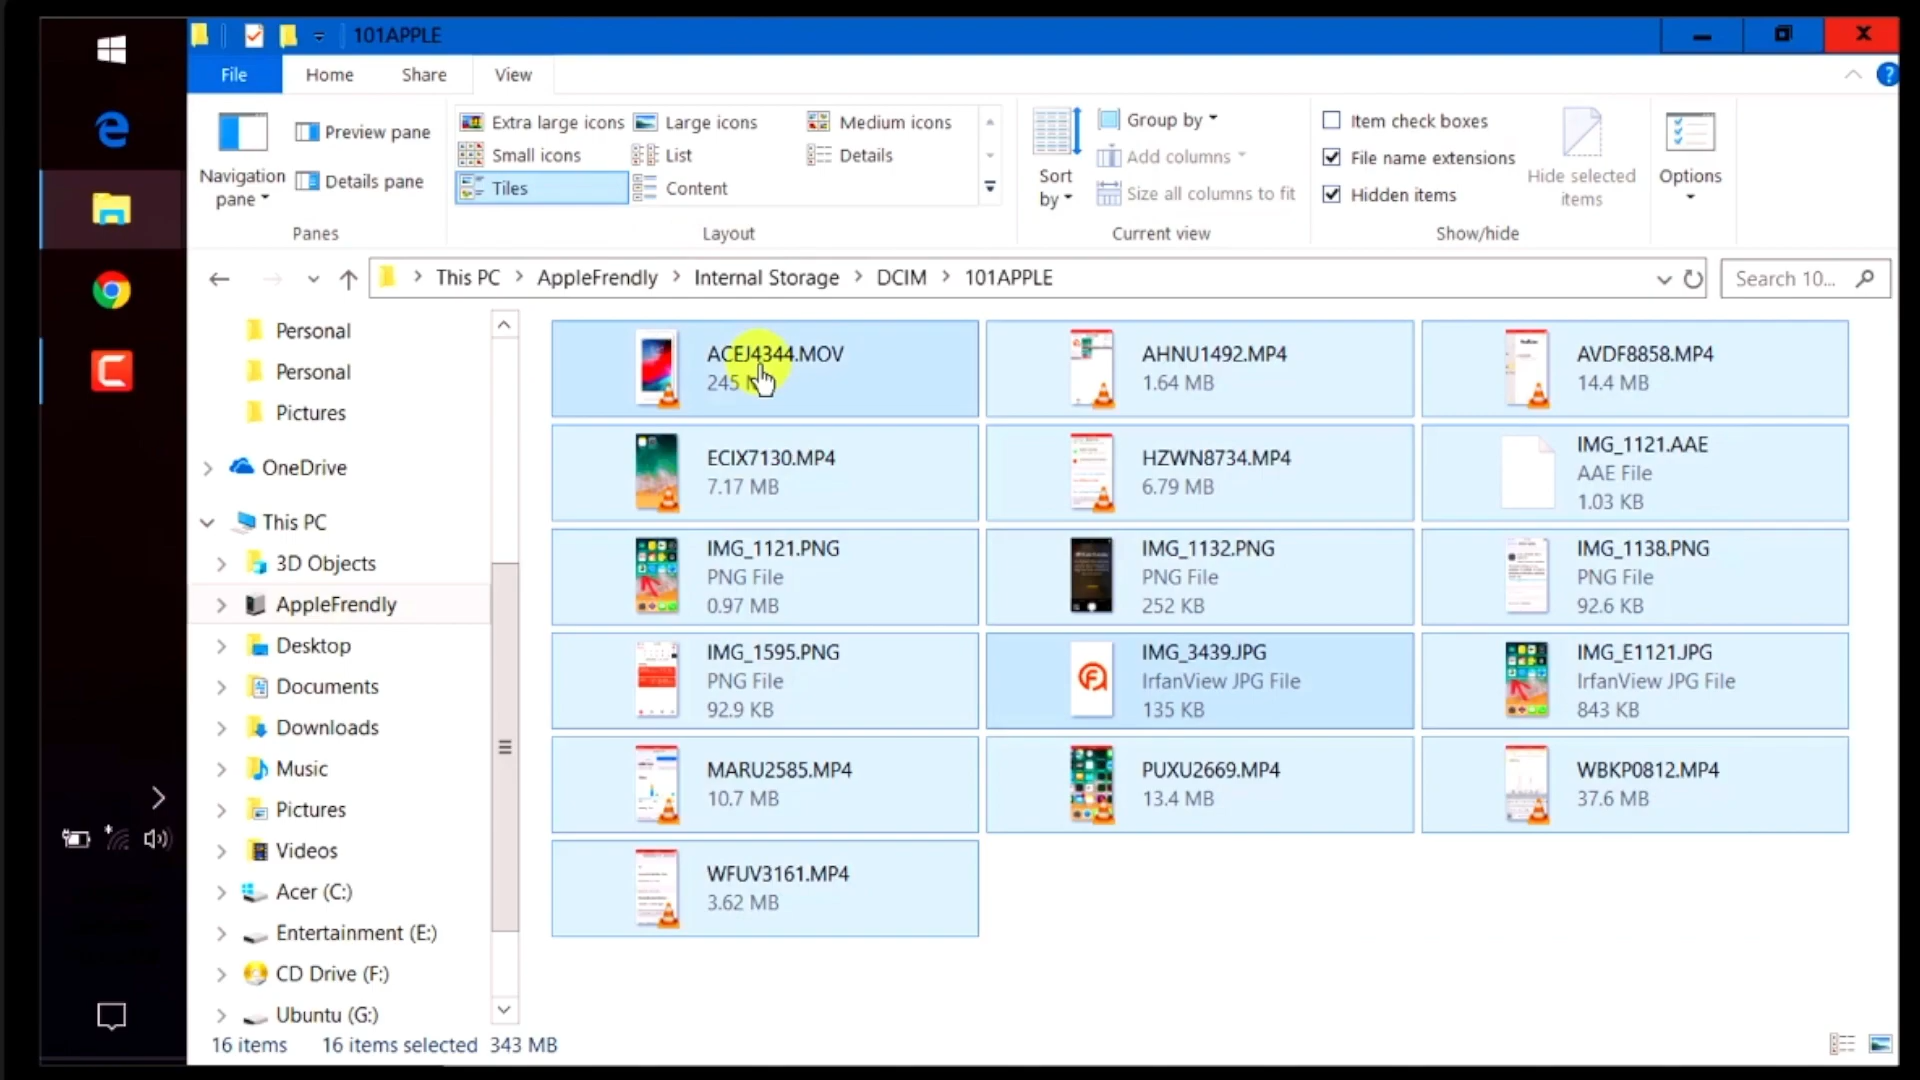 101APPLE
File Home Share View
Navigation pane
Preview pane
Details pane
Panes
Extra large icons Large icons Medium icons
Small icons List Details
Tiles Content
Layout
Sort by
Group by
Add columns
Size all columns to fit
Current view
Item check boxes
File name extensions
Hidden items
Hide selected items
Show/hide
Options
This PC > AppleFrendly > Internal Storage > DCIM > 101APPLE
Search 10...
Personal
Personal
Pictures
OneDrive
This PC
3D Objects
AppleFrendly
Desktop
Documents
Downloads
Music
Pictures
Videos
Acer (C:)
Entertainment (E:)
CD Drive (F:)
Ubuntu (G:)
ACEJ4344.MOV
245
AHNU1492.MP4
1.64 MB
AVDF8858.MP4
14.4 MB
ECIX7130.MP4
7.17 MB
HZWN8734.MP4
6.79 MB
IMG_1121.AAE
AAE File
1.03 KB
IMG_1121.PNG
PNG File
0.97 MB
IMG_1132.PNG
PNG File
252 KB
IMG_1138.PNG
PNG File
92.6 KB
IMG_1595.PNG
PNG File
92.9 KB
IMG_3439.JPG
IrfanView JPG File
135 KB
IMG_E1121.JPG
IrfanView JPG File
843 KB
MARU2585.MP4
10.7 MB
PUXU2669.MP4
13.4 MB
WBKP0812.MP4
37.6 MB
WFUV3161.MP4
3.62 MB
16 items 16 items selected 343 MB